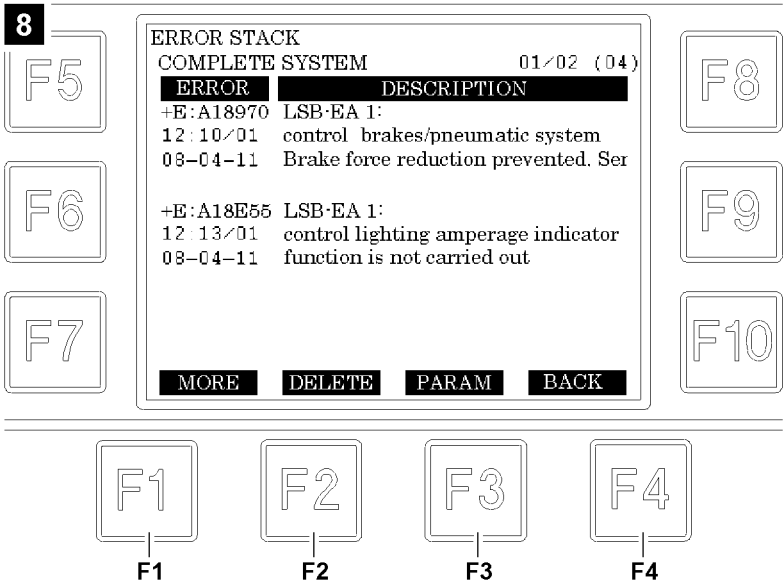 8
ERROR STACK
COMPLETE SYSTEM 01/02 (04)
ERROR DESCRIPTION
+E:A18970 LSB-EA 1:
12:10/01 control brakes/pneumatic system
08-04-11 Brake force reduction prevented. Ser
+E:A18E55 LSB-EA 1:
12:13/01 control lighting amperage indicator
08-04-11 function is not carried out
MORE DELETE PARAM BACK
F5
F6
F7
F8
F9
F10
F1 F2 F3 F4
F1 F2 F3 F4